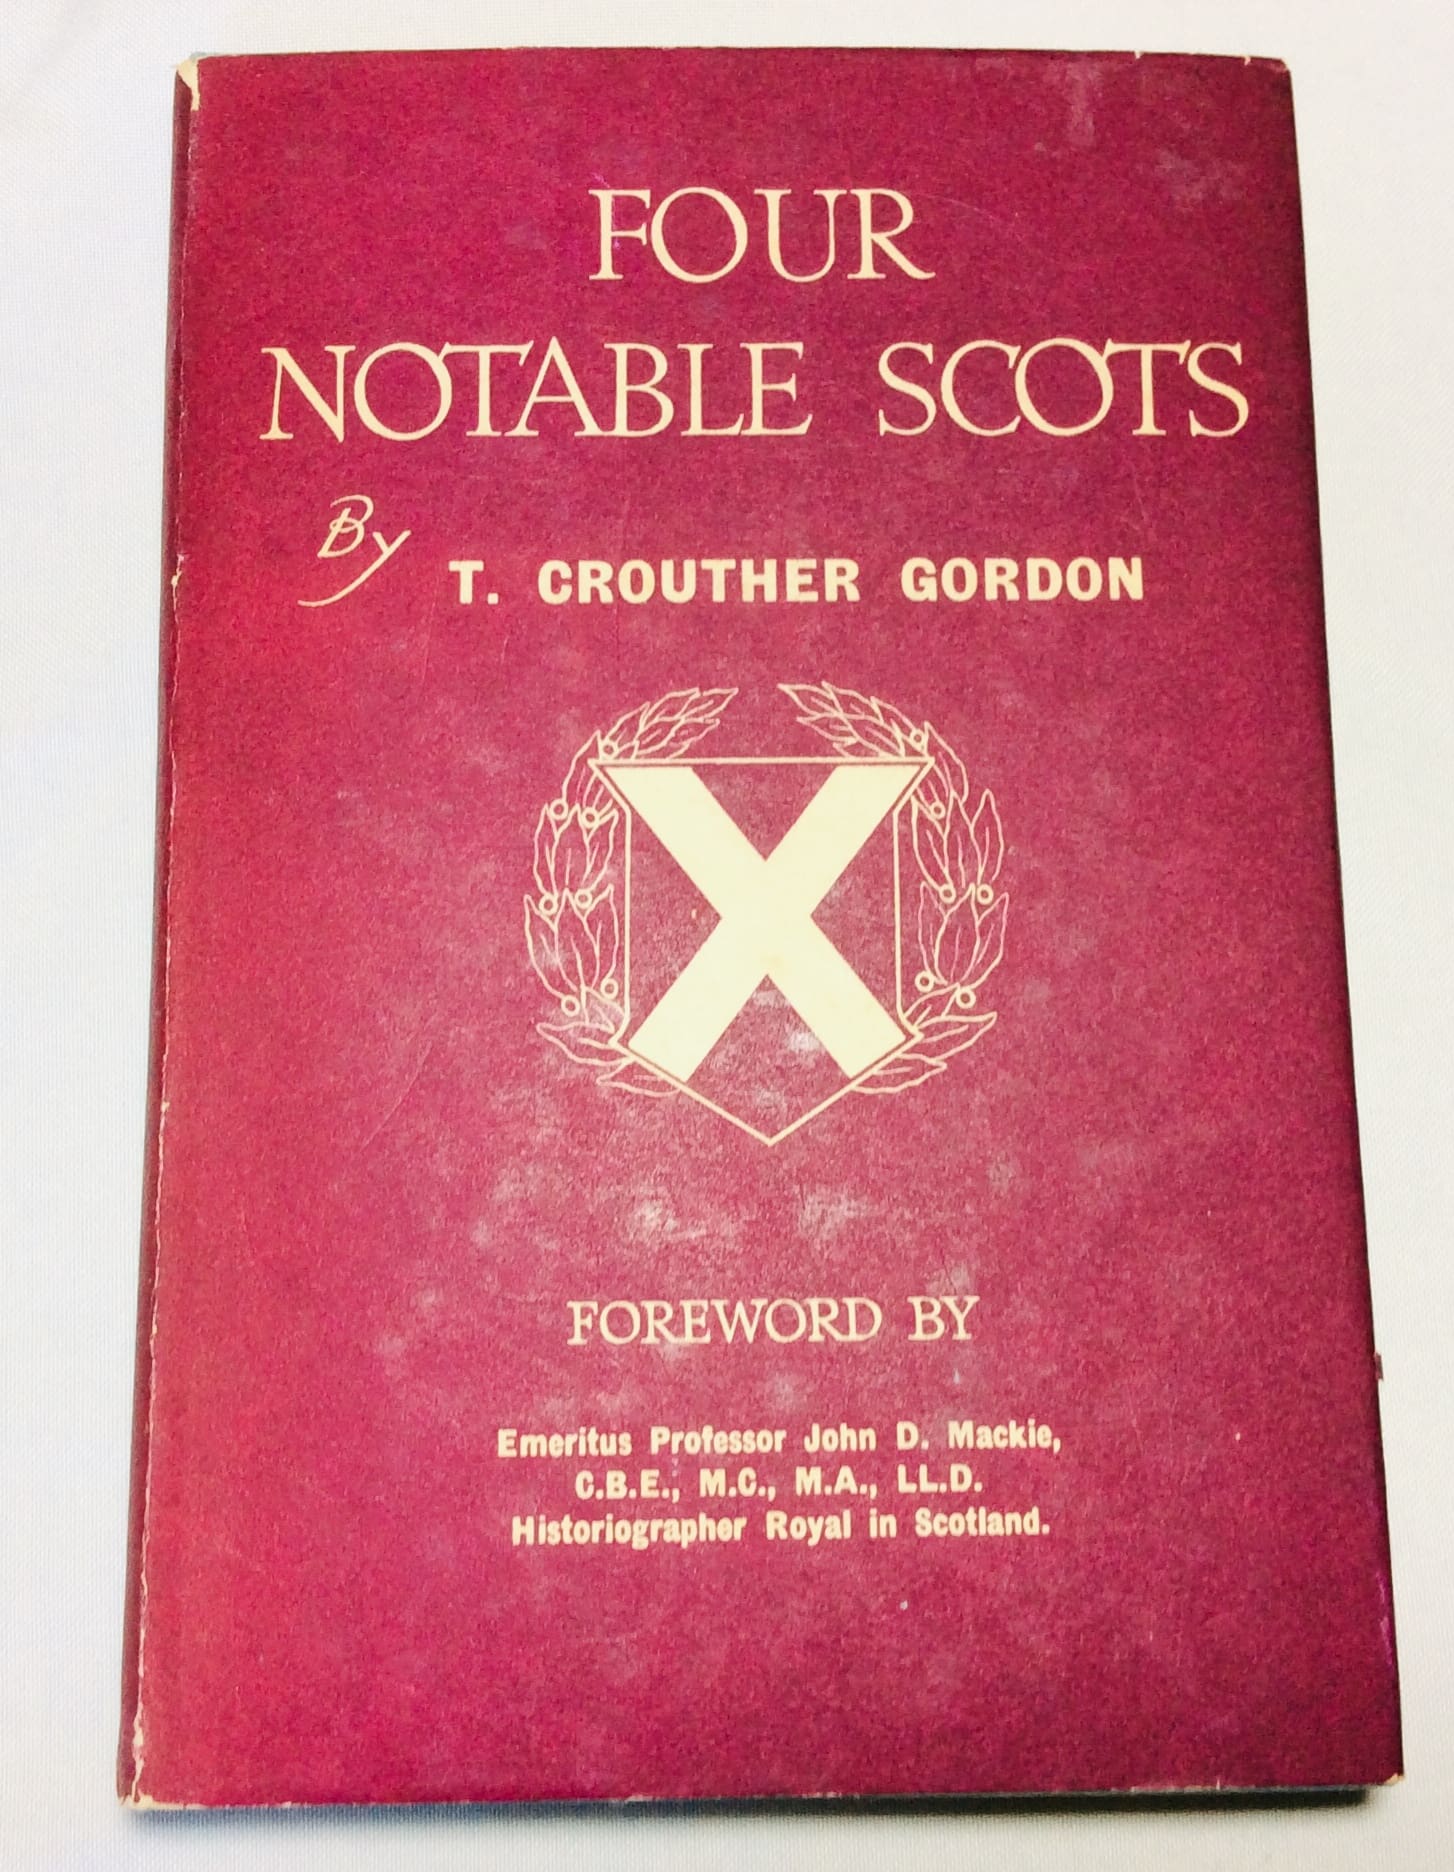 FOUR
NOTABLE SCOTS
By T. CROUTHER GORDON
FOREWORD BY
Emeritus Professor John D. Mackie,
C.B.E., M.C., M.A., LL.D.
Historiographer Royal in Scotland.